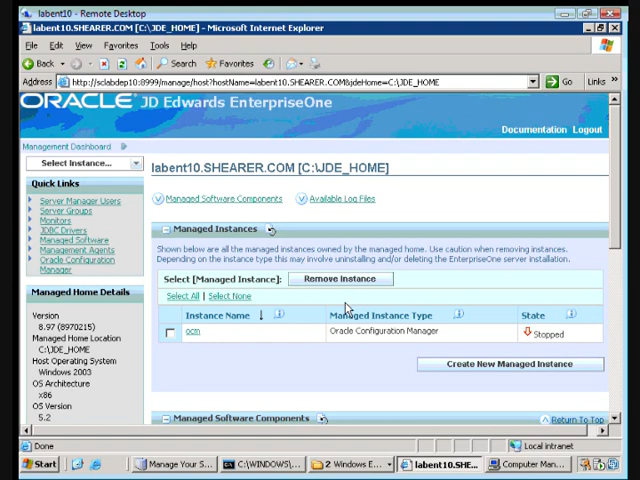 labent10 - Remote Desktop
labent10.SHEARER.COM [C:\JDE_HOME] - Microsoft Internet Explorer
File Edit View Favorites Tools Help
Back Search Favorites
Address http://sclabdep10:8999/manage/host?hostName=labent10.SHEARER.COM&jdeHome=C:\JDE_HOME Go Links »
ORACLE JD Edwards EnterpriseOne
Documentation Logout
Management Dashboard
Select Instance...
labent10.SHEARER.COM [C:\JDE_HOME]
Quick Links
Server Manager Users
Server Groups
Monitors
JDBC Drivers
Managed Software
Management Agents
Oracle Configuration
Manager
Managed Home Details
Version
8.97 (8970215)
Managed Home Location
C:\JDE_HOME
Host Operating System
Windows 2003
OS Architecture
x86
OS Version
5.2
Managed Software Components Available Log Files
Managed Instances
Shown below are all the managed instances owned by the managed home. Use caution when removing instances.
Depending on the instance type this may involve uninstalling and/or deleting the EnterpriseOne server installation.
Select [Managed Instance]: Remove Instance
Select All | Select None
Instance Name Managed Instance Type State
ocm Oracle Configuration Manager Stopped
Create New Managed Instance
Managed Software Components Return To Top
Done Local intranet
Start Manage Your S... C:\WINDOWS\... 2 Windows E... labent10.SHE... Computer Man...